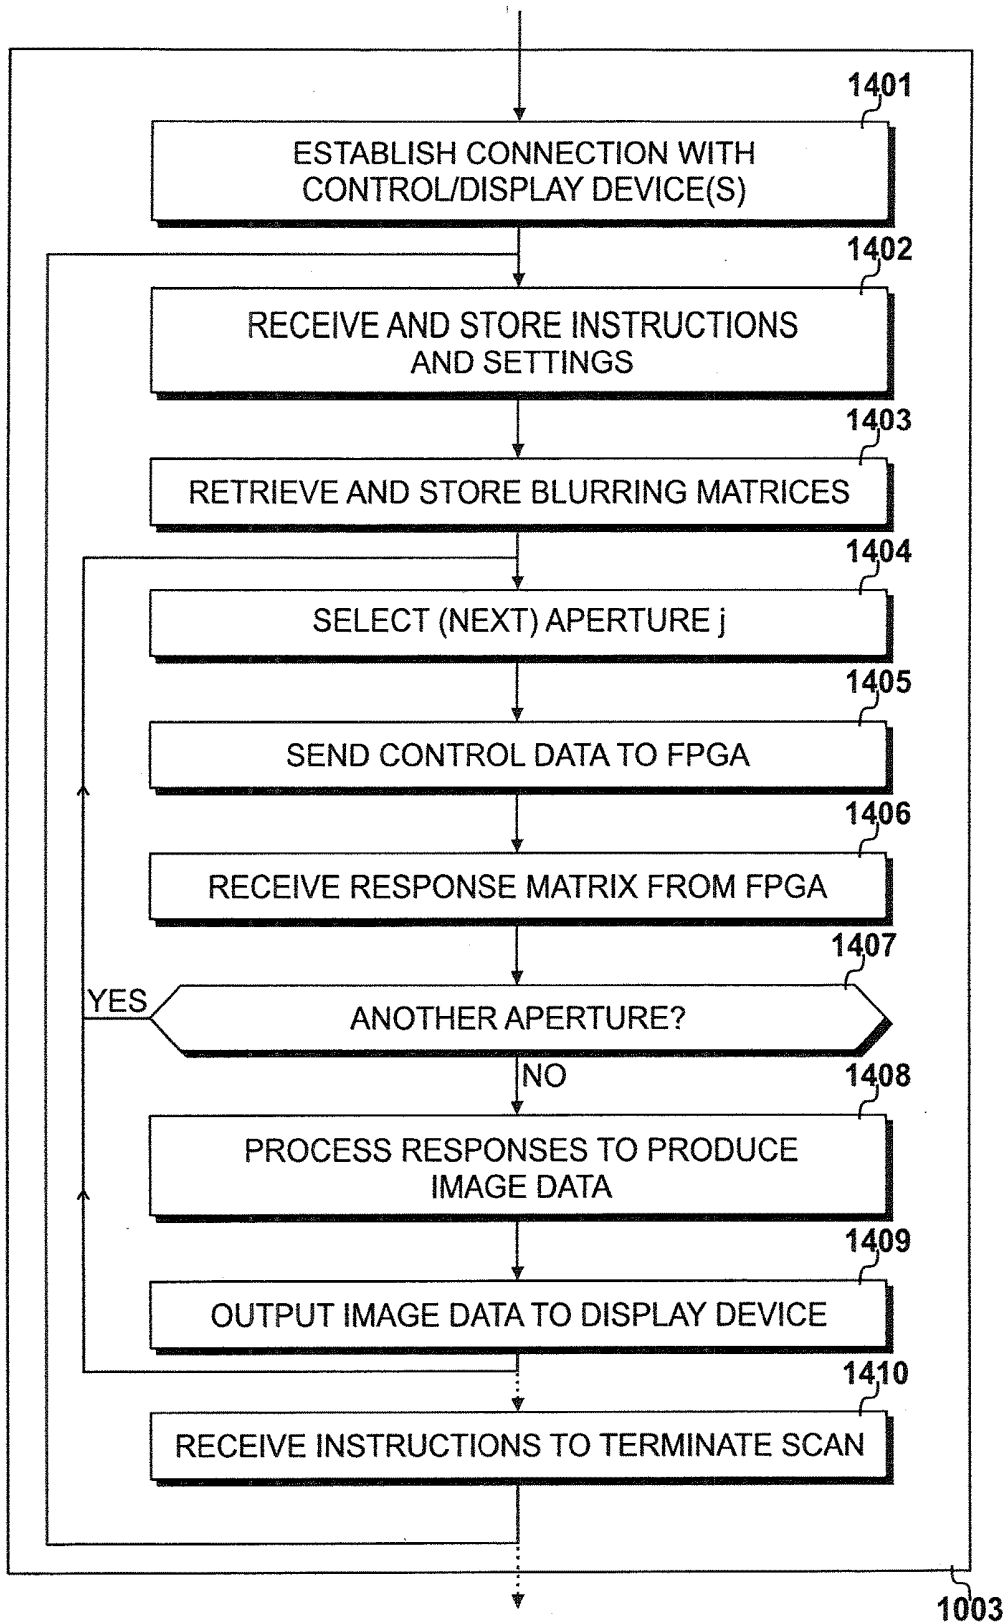 1401
ESTABLISH CONNECTION WITH
CONTROL/DISPLAY DEVICE(S)
1402
RECEIVE AND STORE INSTRUCTIONS
AND SETTINGS
1403
RETRIEVE AND STORE BLURRING MATRICES
1404
SELECT (NEXT) APERTURE j
1405
SEND CONTROL DATA TO FPGA
1406
RECEIVE RESPONSE MATRIX FROM FPGA
1407
YES
ANOTHER APERTURE?
NO
1408
PROCESS RESPONSES TO PRODUCE
IMAGE DATA
1409
OUTPUT IMAGE DATA TO DISPLAY DEVICE
1410
RECEIVE INSTRUCTIONS TO TERMINATE SCAN
1003